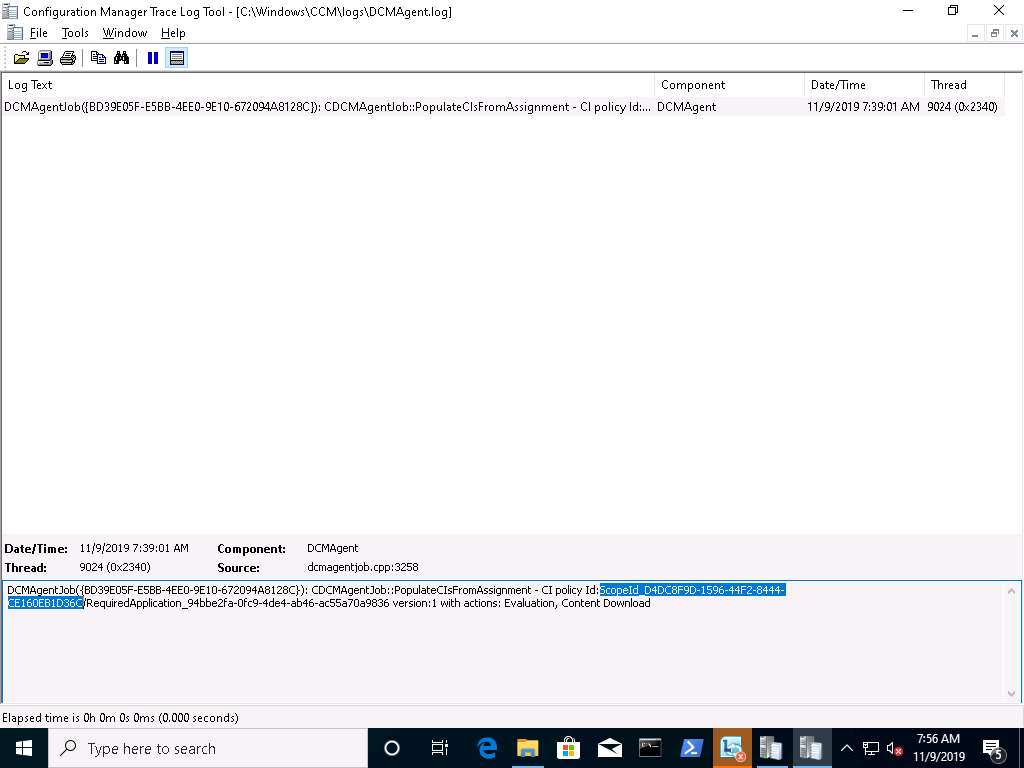 Configuration Manager Trace Log Tool - [C:\Windows\CCM\logs\DCMAgent.log]
File Tools Window Help
Log Text Component Date/Time Thread
DCMAgentJob({BD39E05F-E5BB-4EE0-9E10-672094A8128C}): CDCMAgentJob::PopulateCIsFromAssignment - CI policy Id:... DCMAgent 11/9/2019 7:39:01 AM 9024 (0x2340)
Date/Time: 11/9/2019 7:39:01 AM Component: DCMAgent
Thread: 9024 (0x2340) Source: dcmagentjob.cpp:3258
DCMAgentJob({BD39E05F-E5BB-4EE0-9E10-672094A8128C}): CDCMAgentJob::PopulateCIsFromAssignment - CI policy Id:ScopeId_D4DC8F9D-1596-44F2-8444-
CE160EB1D36C/RequiredApplication_94bbe2fa-0fc9-4de4-ab46-ac55a70a9836 version:1 with actions: Evaluation, Content Download
Elapsed time is 0h 0m 0s 0ms (0.000 seconds)
Type here to search
7:56 AM
11/9/2019
5